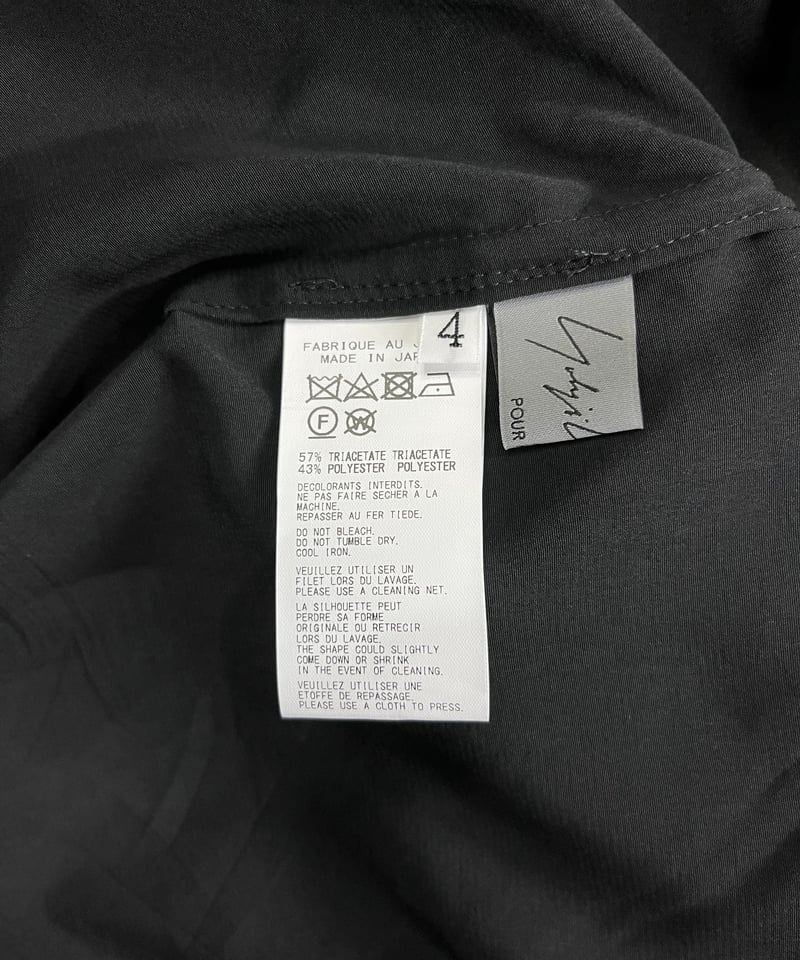 4
FABRIQUE AU
MADE IN JAP
F W
57% TRIACETATE TRIACETATE
43% POLYESTER POLYESTER
DECOLORANTS INTERDITS.
NE PAS FAIRE SECHER A LA
MACHINE.
REPASSER AU FER TIEDE.
DO NOT BLEACH.
DO NOT TUMBLE DRY.
COOL IRON.
VEUILLEZ UTILISER UN
FILET LORS DU LAVAGE.
PLEASE USE A CLEANING NET.
LA SILHOUETTE PEUT
PERDRE SA FORME
ORIGINALE OU RETRECIR
LORS DU LAVAGE.
THE SHAPE COULD SLIGHTLY
COME DOWN OR SHRINK
IN THE EVENT OF CLEANING.
VEUILLEZ UTILISER UNE
ETOFFE DE REPASSAGE.
PLEASE USE A CLOTH TO PRESS.
POUR